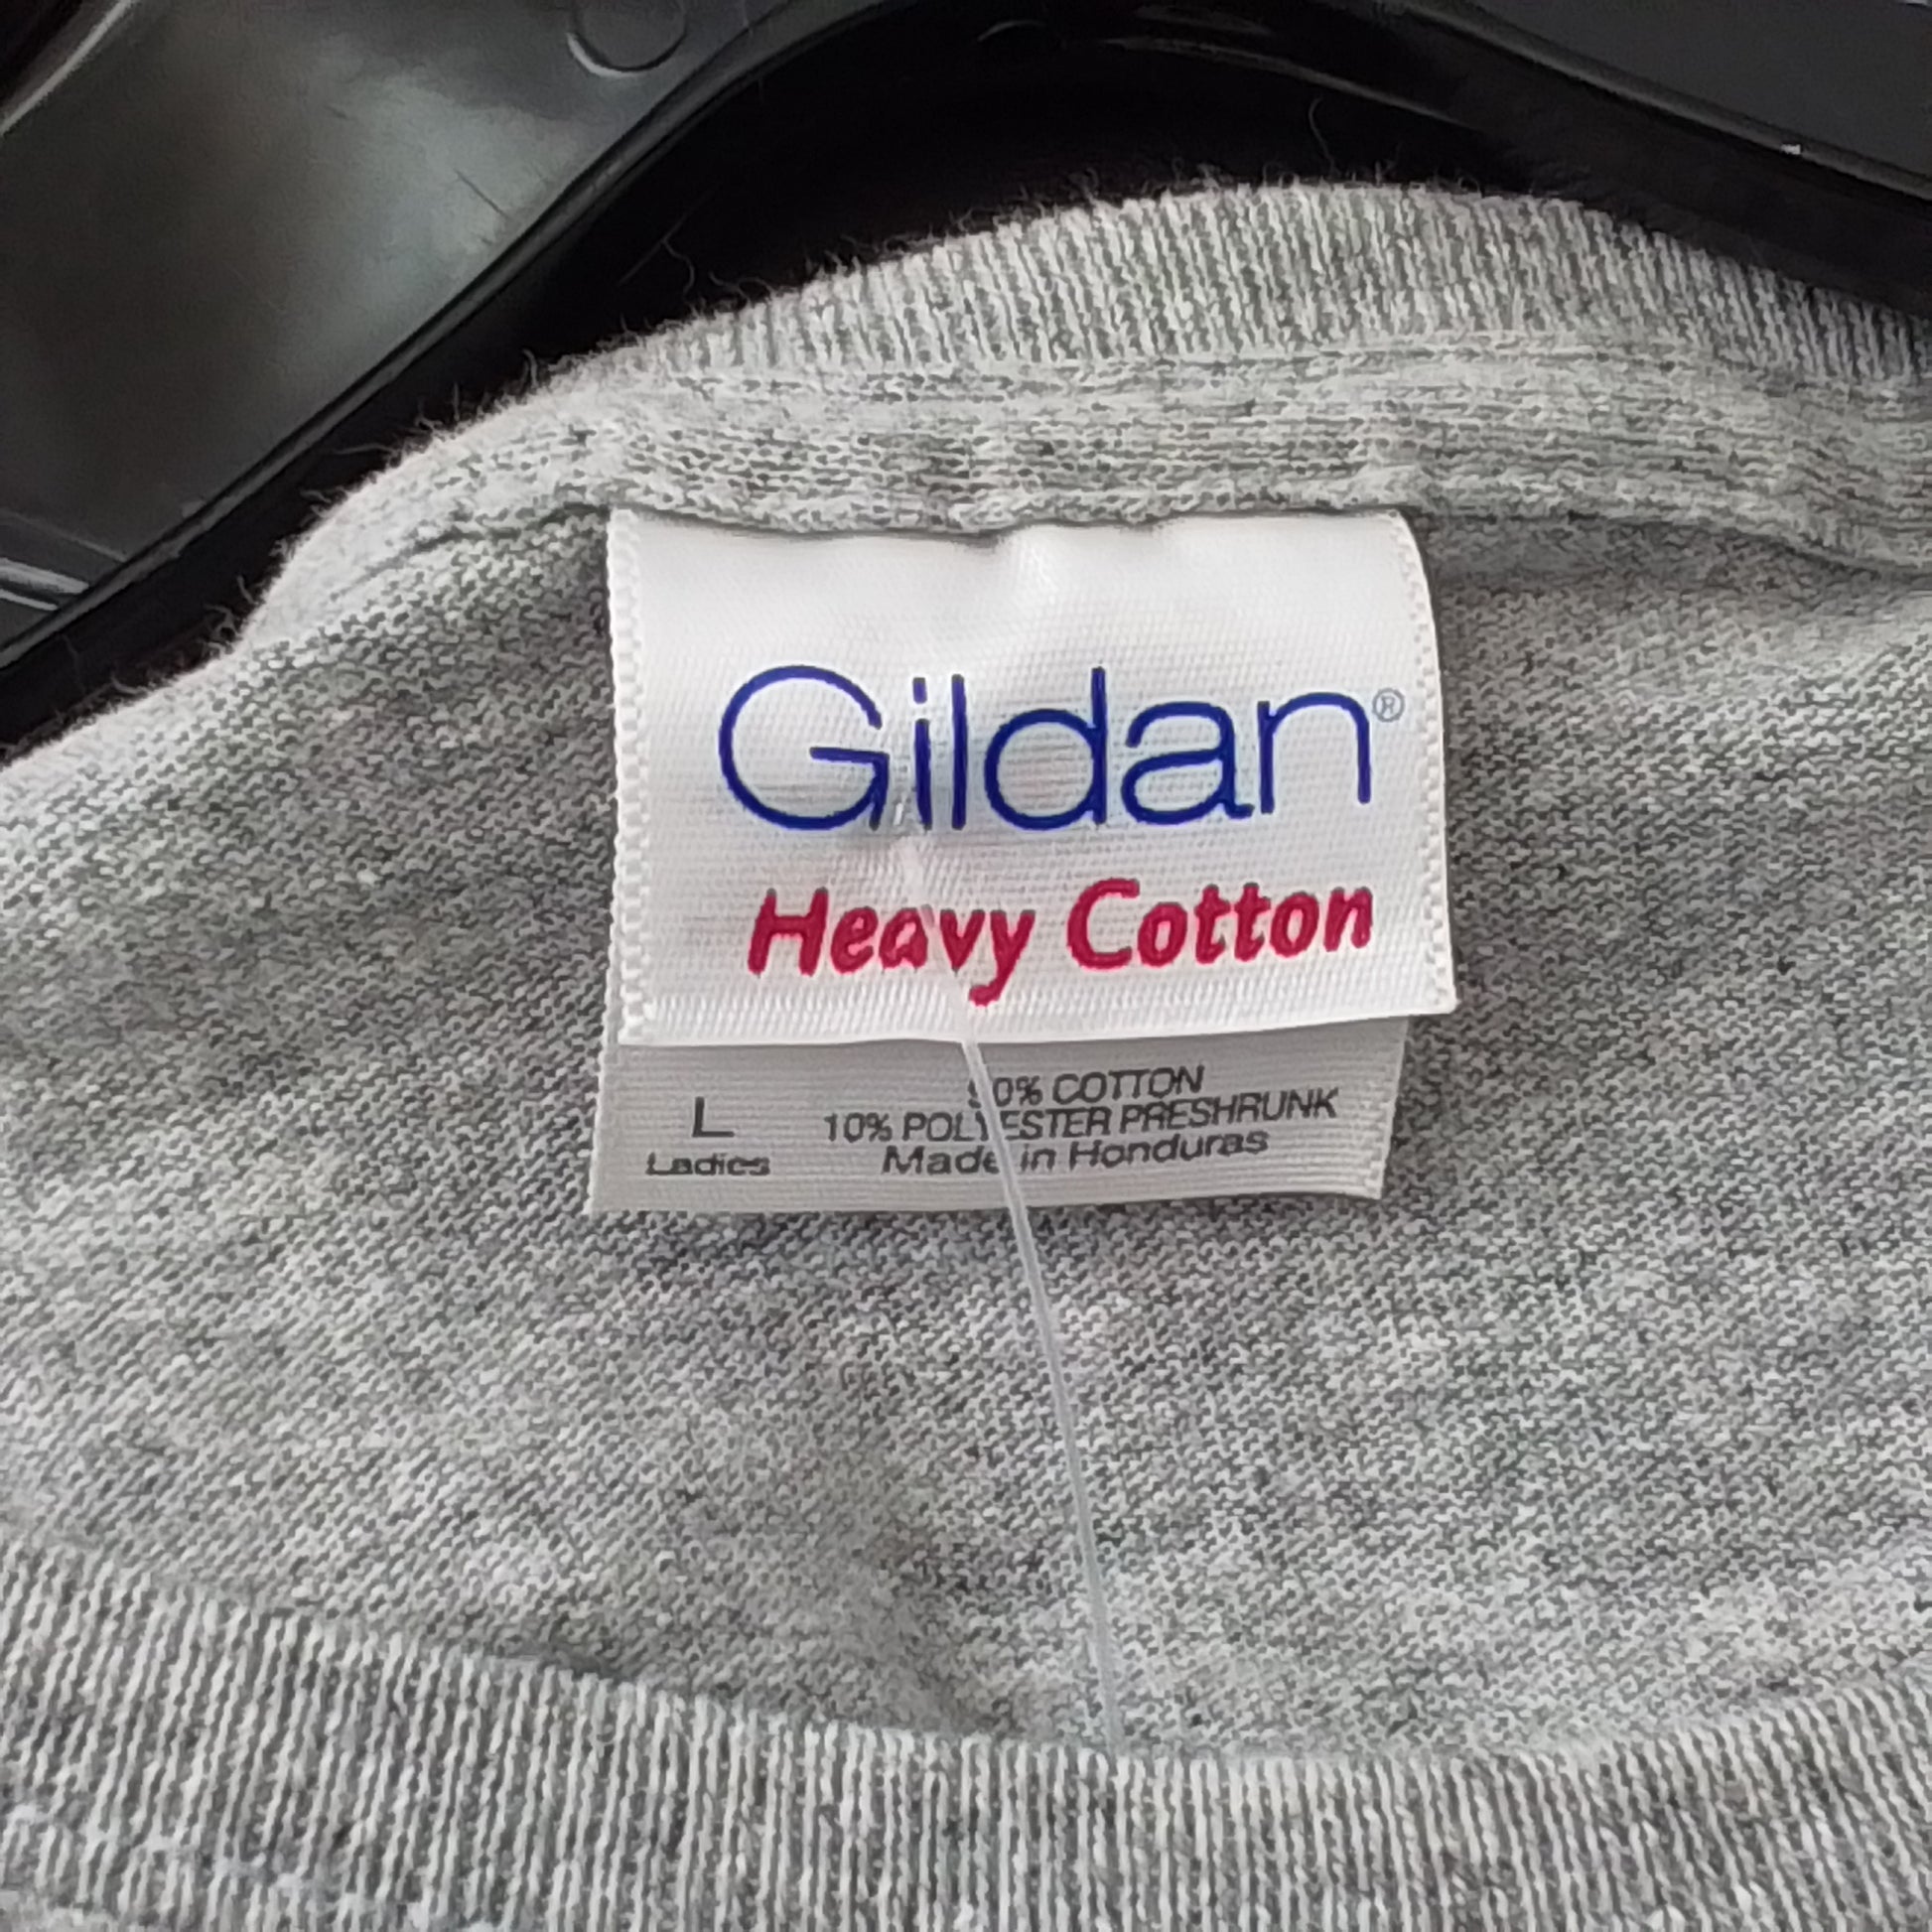 Gildan®
Heavy Cotton
L
Ladies
90% COTTON
10% POLYESTER PRESHRUNK
Made in Honduras